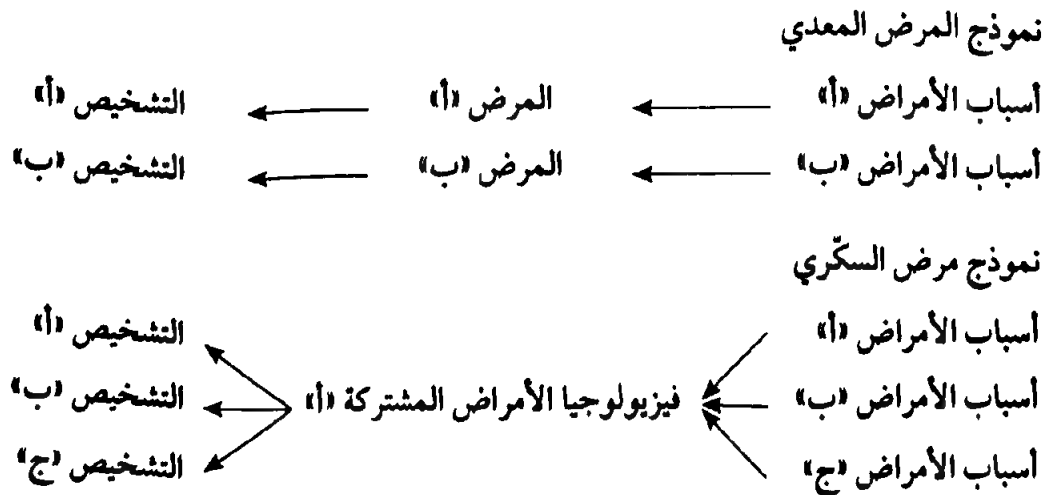 نموذج المرض المعدي
أسباب الأمراض «أ» المرض «أ» التشخيص «أ»
أسباب الأمراض «ب» المرض «ب» التشخيص «ب»
نموذج مرض السكّري
أسباب الأمراض «أ» التشخيص «أ»
أسباب الأمراض «ب» فيزيولوجيا الأمراض المشتركة «أ» التشخيص «ب»
أسباب الأمراض «ج» التشخيص «ج»